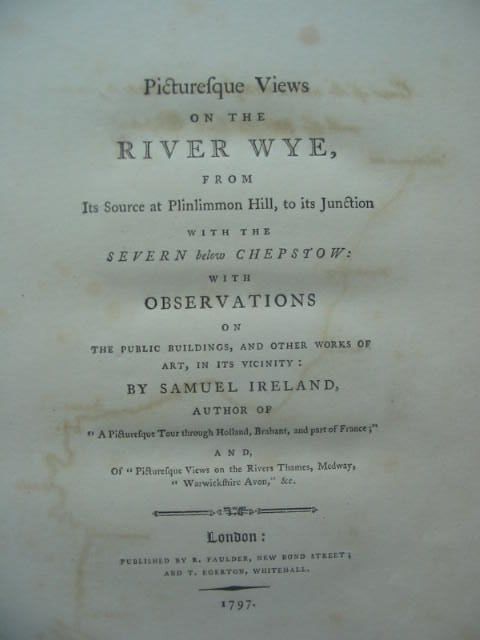 Picturesque Views
ON THE
RIVER WYE,
FROM
Its Source at Plinlimmon Hill, to its Junction
WITH THE
SEVERN below CHEPSTOW:
WITH
OBSERVATIONS
ON
THE PUBLIC BUILDINGS, AND OTHER WORKS OF
ART, IN ITS VICINITY:
BY SAMUEL IRELAND,
AUTHOR OF
"A Picturesque Tour through Holland, Brabant, and part of France;"
AND,
Of "Picturesque Views on the Rivers Thames, Medway,
"Warwickshire Avon," &c.
London:
PUBLISHED BY R. FAULDER, NEW BOND STREET;
AND T. EGERTON, WHITEHALL.
1797.